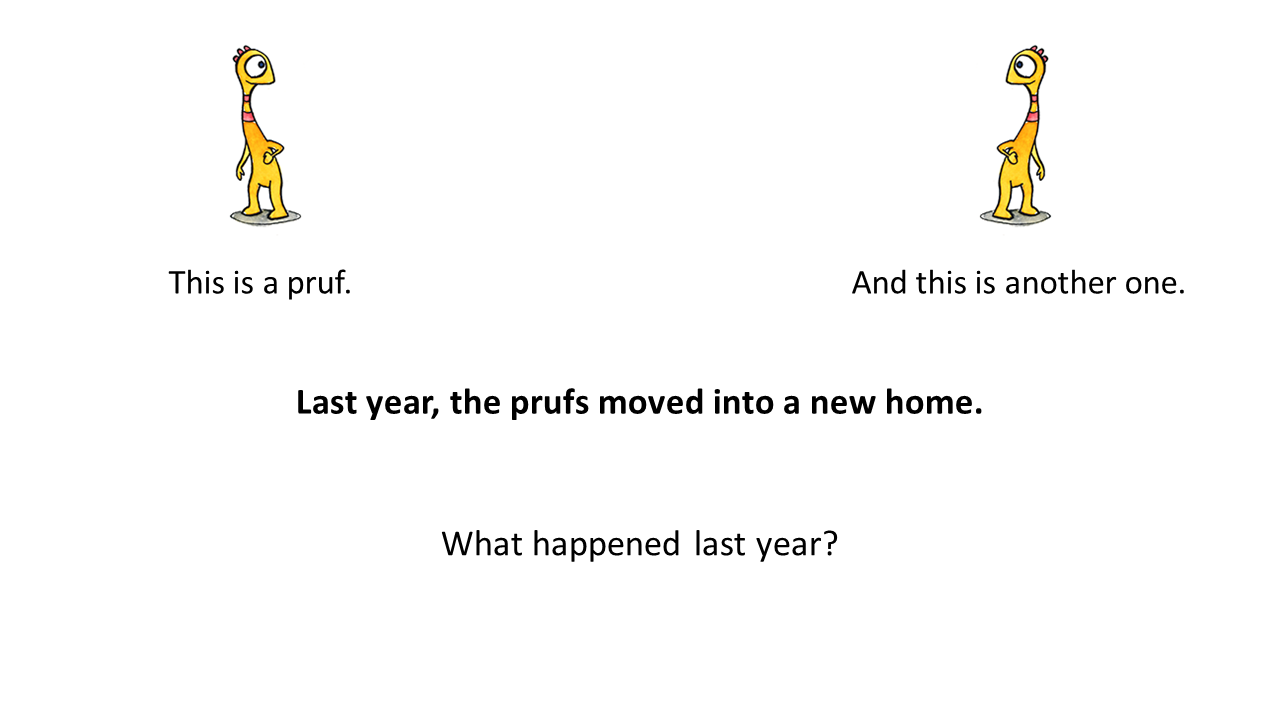 This is a pruf.
And this is another one.
Last year, the prufs moved into a new home.
What happened last year?